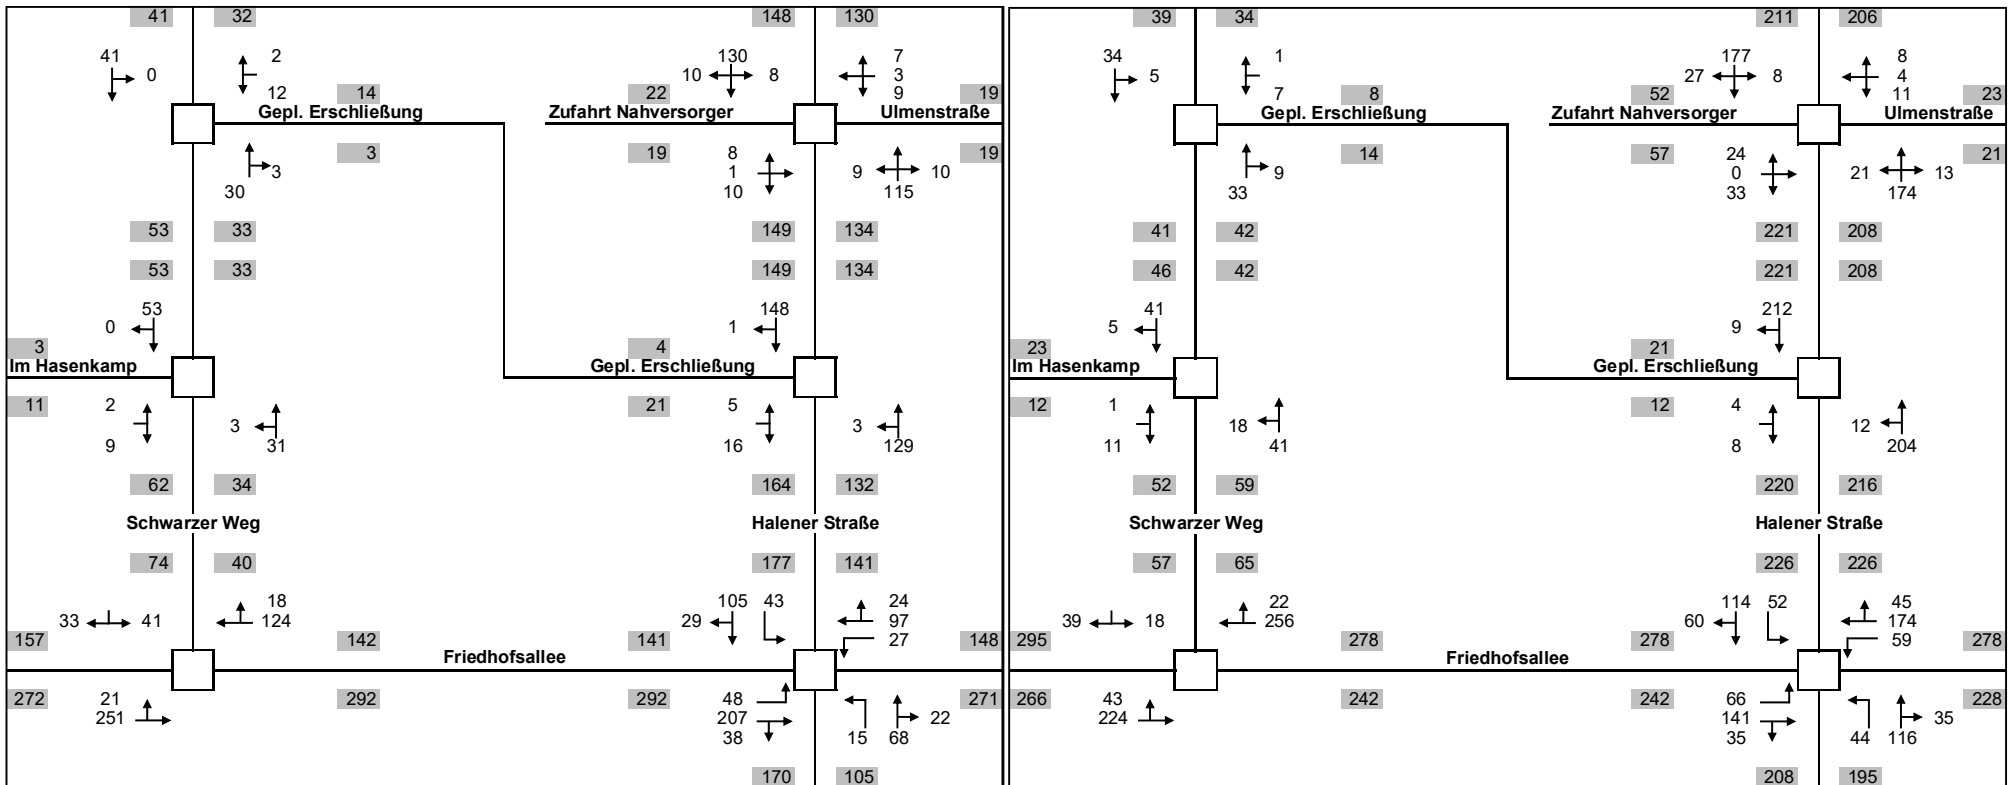 41 32 148 130
41 0 2 12
130 10 8 7 3 9
14 22 19
Gepl. Erschließung Zufahrt Nahversorger Ulmenstraße
3 19 19
3 30
8 1 10 9 10 115
53 33 149 134
53 33 149 134
53 0 148 1
3 4
Im Hasenkamp Gepl. Erschließung
11 21
2 9 3 31 5 16 3 129
62 34 164 132
Schwarzer Weg Halener Straße
74 40 177 141
33 41 18 124 105 43 29 24 97 27
157 142 141 148
Friedhofsallee
272 292 292 271
21 251 48 207 38 15 68 22
170 105
39 34 211 206
34 5 1 7
177 27 8 8 4 11
8 52 23
Gepl. Erschließung Zufahrt Nahversorger Ulmenstraße
14 57 21
9 33
24 0 33 21 13 174
41 42 221 208
46 42 221 208
41 5 212 9
23 21
Im Hasenkamp Gepl. Erschließung
12 12
1 11 18 41 4 8 12 204
52 59 220 216
Schwarzer Weg Halener Straße
57 65 226 226
39 18 22 256 114 52 60 45 174 59
295 278 278 278
Friedhofsallee
266 242 242 228
43 224 66 141 35 44 116 35
208 195